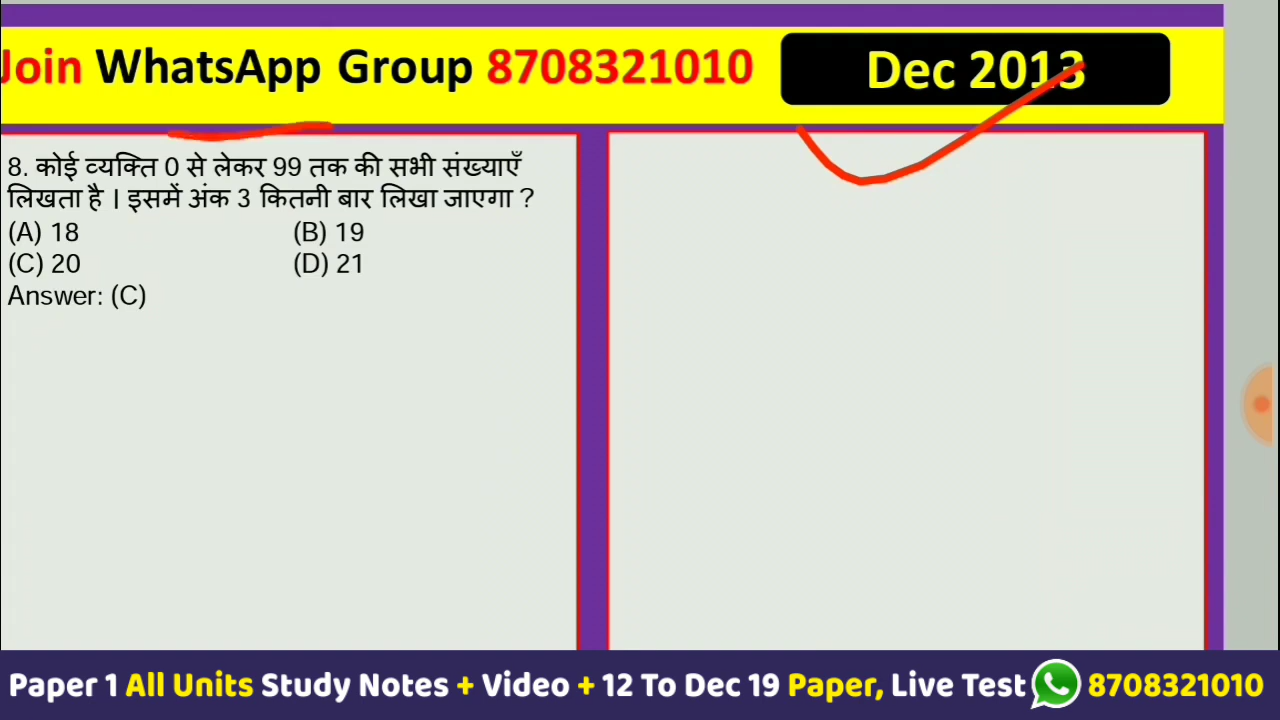 Join WhatsApp Group 8708321010
Dec 2013
8. कोई व्यक्ति 0 से लेकर 99 तक की सभी संख्याएँ
लिखता है । इसमें अंक 3 कितनी बार लिखा जाएगा ?
(A) 18 (B) 19
(C) 20 (D) 21
Answer: (C)
Paper 1 All Units Study Notes + Video + 12 To Dec 19 Paper, Live Test 8708321010